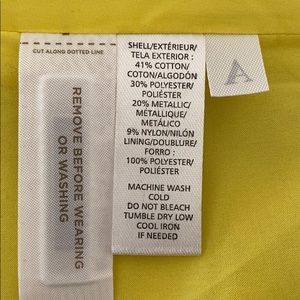 CUT ALONG DOTTED LINE
REMOVE BEFORE WEARING
OR WASHING
SHELL/EXTÉRIEUR/
TELA EXTERIOR :
41% COTTON/
COTON/ALGODÓN
30% POLYESTER/
POLIÉSTER
20% METALLIC/
MÉTALLIQUE/
METÁLICO
9% NYLON/NILÓN
LINING/DOUBLURE/
FORRO :
100% POLYESTER/
POLIÉSTER
MACHINE WASH
COLD
DO NOT BLEACH
TUMBLE DRY LOW
COOL IRON
IF NEEDED
A